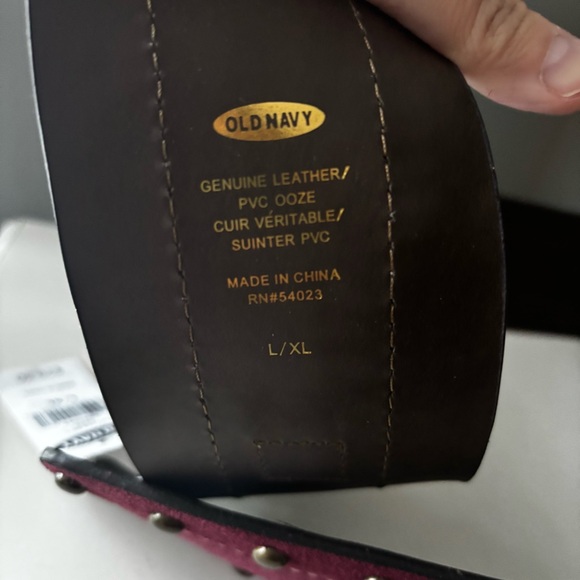 OLD NAVY
GENUINE LEATHER/
PVC OOZE
CUIR VÉRITABLE/
SUINTER PVC
MADE IN CHINA
RN#54023
L/XL